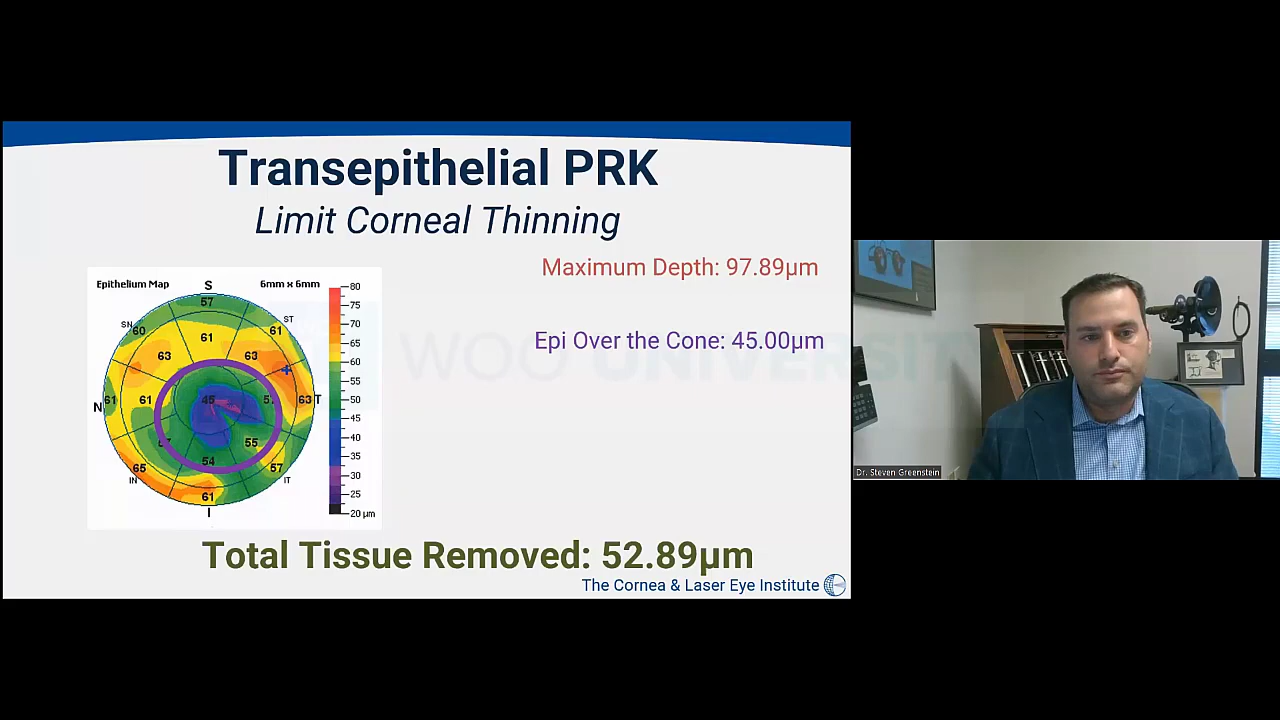 Transepithelial PRK
Limit Corneal Thinning
Maximum Depth: 97.89µm
Epi Over the Cone: 45.00µm
Epithelium Map
6mm x 6mm
S
57
SN
60
ST
61
61
63
63
N
61
61
45
63
T
55
54
65
57
IN
IT
61
I
80
75
70
65
60
55
50
45
40
35
30
25
20 µm
Total Tissue Removed: 52.89µm
The Cornea & Laser Eye Institute
Dr. Steven Greenstein